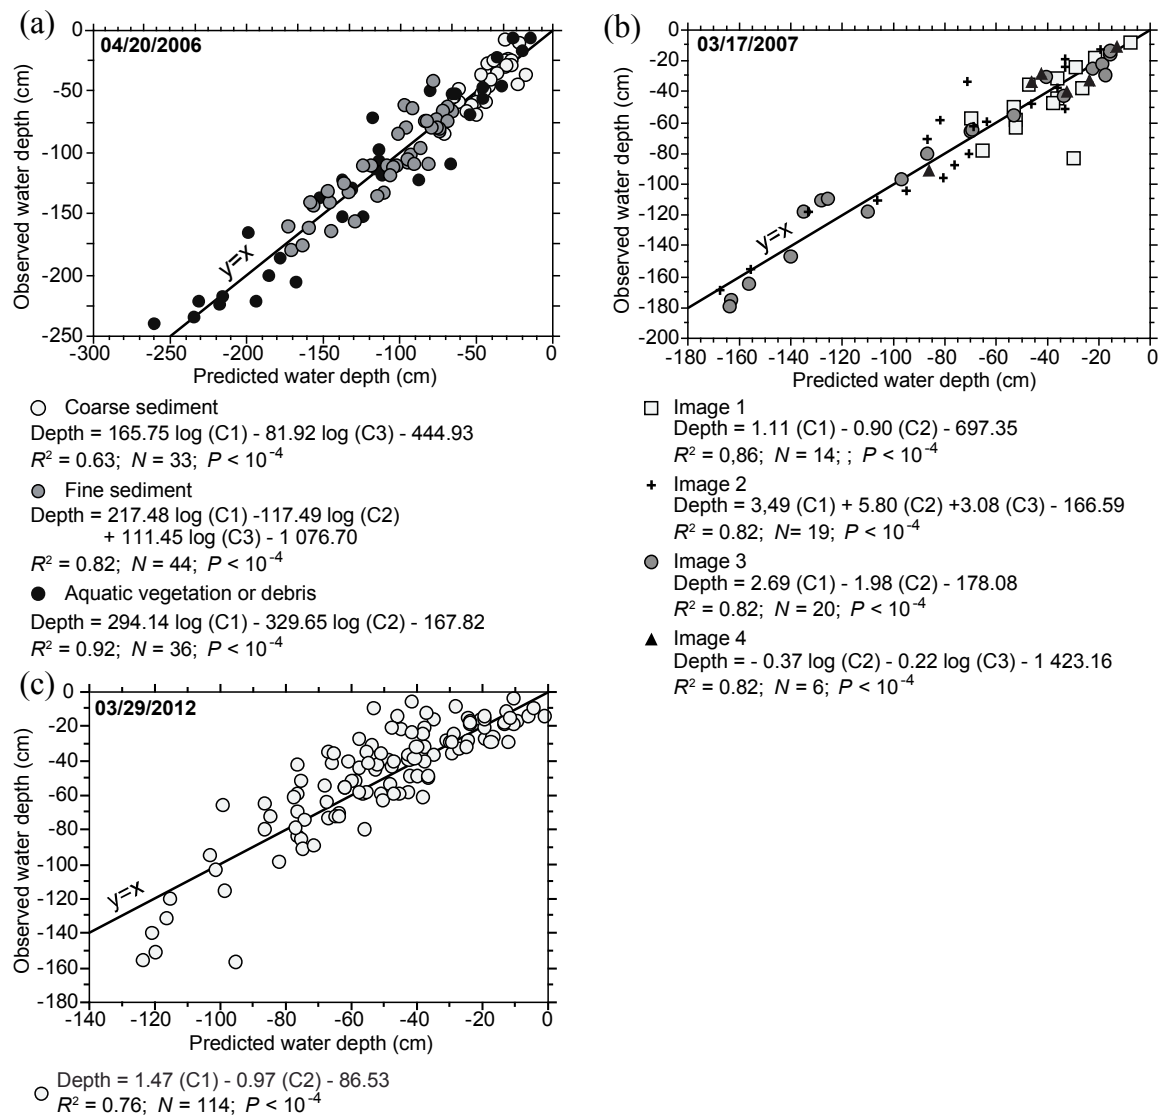 (a)
04/20/2006
Observed water depth (cm)
0
-50
-100
-150
-200
-250
y=x
-300 -250 -200 -150 -100 -50 0
Predicted water depth (cm)
Coarse sediment
Depth = 165.75 log (C1) - 81.92 log (C3) - 444.93
R² = 0.63; N = 33; P < 10⁻⁴
Fine sediment
Depth = 217.48 log (C1) -117.49 log (C2)
+ 111.45 log (C3) - 1 076.70
R² = 0.82; N = 44; P < 10⁻⁴
Aquatic vegetation or debris
Depth = 294.14 log (C1) - 329.65 log (C2) - 167.82
R² = 0.92; N = 36; P < 10⁻⁴
(b)
03/17/2007
Observed water depth (cm)
0
-20
-40
-60
-80
-100
-120
-140
-160
-180
-200
y=x
-180 -160 -140 -120 -100 -80 -60 -40 -20 0
Predicted water depth (cm)
Image 1
Depth = 1.11 (C1) - 0.90 (C2) - 697.35
R² = 0,86; N = 14; ; P < 10⁻⁴
Image 2
Depth = 3,49 (C1) + 5.80 (C2) +3.08 (C3) - 166.59
R² = 0.82; N= 19; P < 10⁻⁴
Image 3
Depth = 2.69 (C1) - 1.98 (C2) - 178.08
R² = 0.82; N = 20; P < 10⁻⁴
Image 4
Depth = - 0.37 log (C2) - 0.22 log (C3) - 1 423.16
R² = 0.82; N = 6; P < 10⁻⁴
(c)
03/29/2012
Observed water depth (cm)
0
-20
-40
-60
-80
-100
-120
-140
-160
-180
y=x
-140 -120 -100 -80 -60 -40 -20 0
Predicted water depth (cm)
Depth = 1.47 (C1) - 0.97 (C2) - 86.53
R² = 0.76; N = 114; P < 10⁻⁴